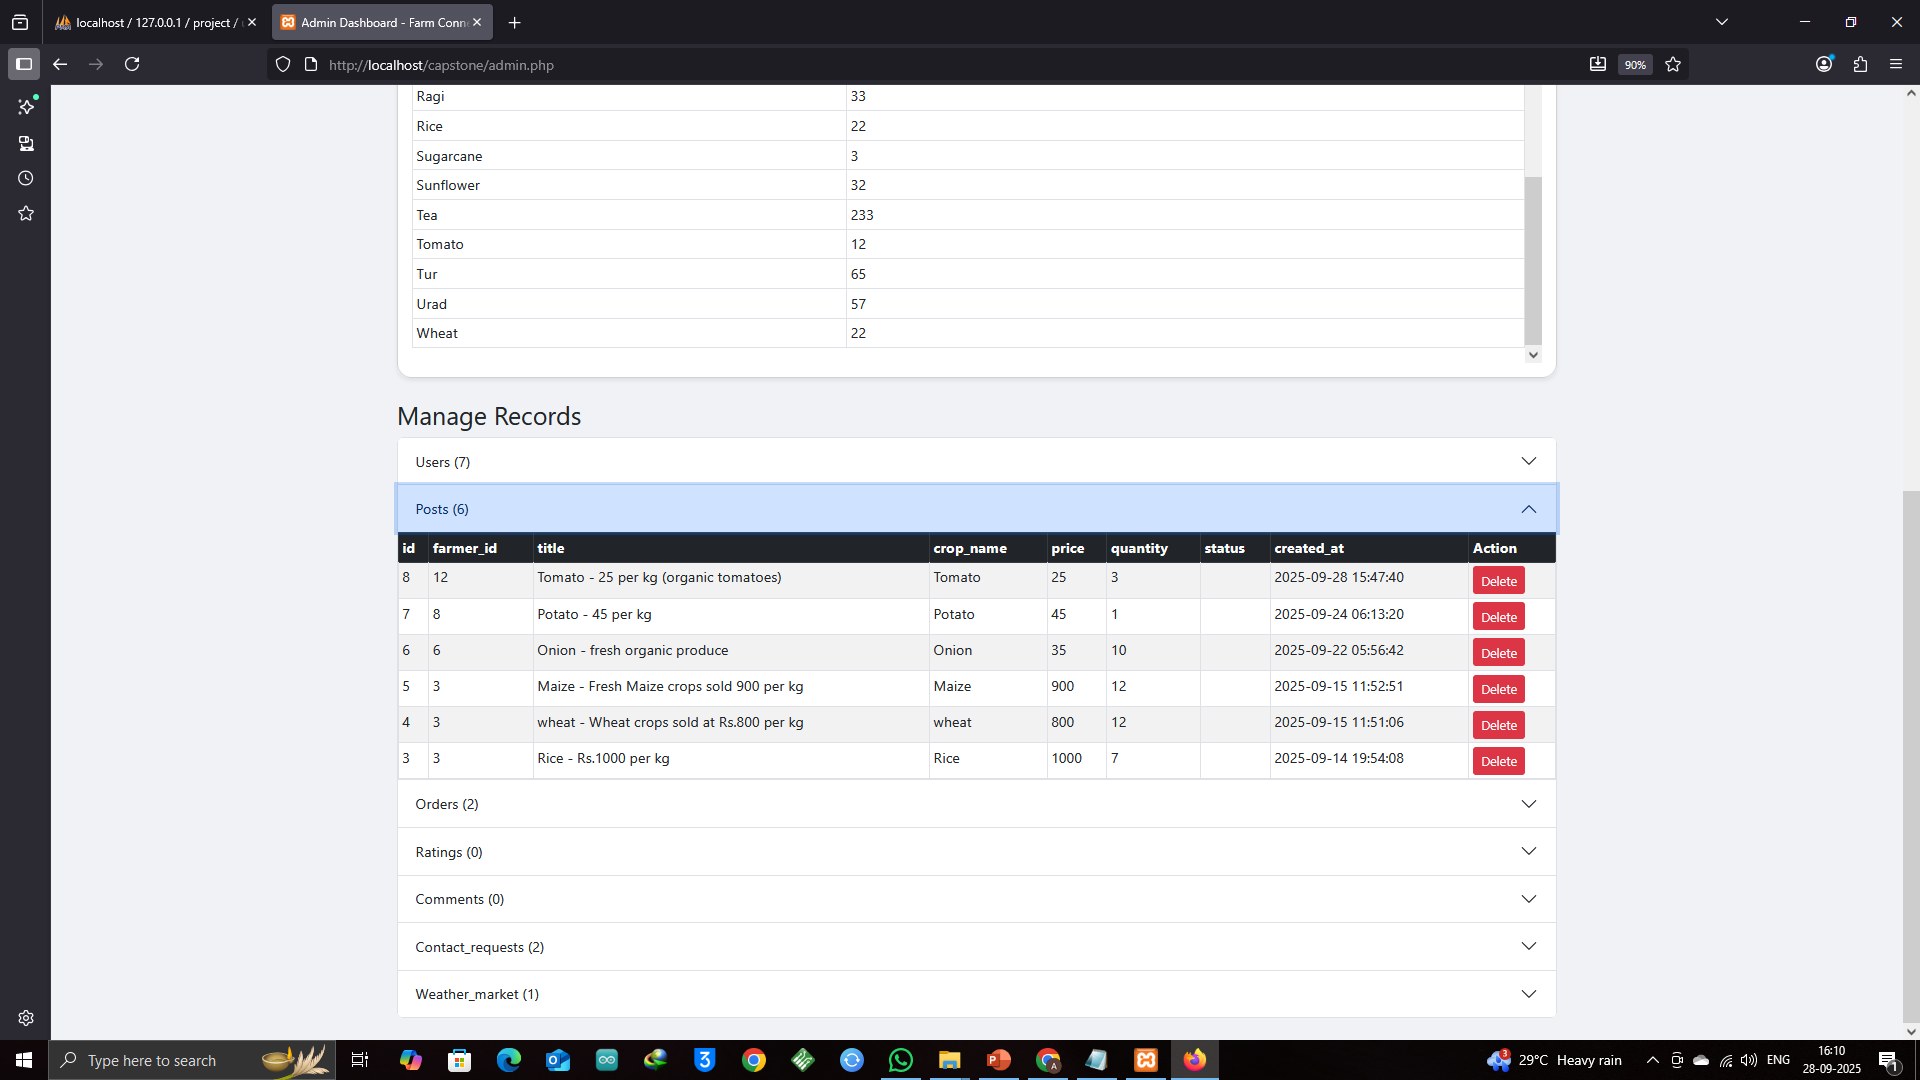 localhost / 127.0.0.1 / project /
Admin Dashboard - Farm Conn
http://localhost/capstone/admin.php
90%
Ragi 33
Rice 22
Sugarcane 3
Sunflower 32
Tea 233
Tomato 12
Tur 65
Urad 57
Wheat 22
Manage Records
Users (7)
Posts (6)
id farmer_id title crop_name price quantity status created_at Action
8 12 Tomato - 25 per kg (organic tomatoes) Tomato 25 3 2025-09-28 15:47:40 Delete
7 8 Potato - 45 per kg Potato 45 1 2025-09-24 06:13:20 Delete
6 6 Onion - fresh organic produce Onion 35 10 2025-09-22 05:56:42 Delete
5 3 Maize - Fresh Maize crops sold 900 per kg Maize 900 12 2025-09-15 11:52:51 Delete
4 3 wheat - Wheat crops sold at Rs.800 per kg wheat 800 12 2025-09-15 11:51:06 Delete
3 3 Rice - Rs.1000 per kg Rice 1000 7 2025-09-14 19:54:08 Delete
Orders (2)
Ratings (0)
Comments (0)
Contact_requests (2)
Weather_market (1)
Type here to search
3
29°C Heavy rain
ENG
16:10
28-09-2025
1